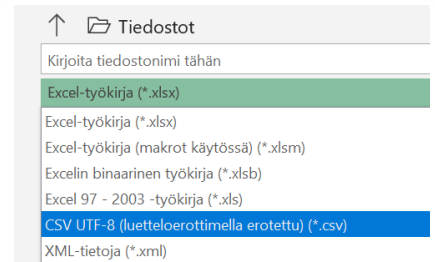 Tiedostot
Kirjoita tiedostonimi tähän
Excel-työkirja (*.xlsx)
Excel-työkirja (*.xlsx)
Excel-työkirja (makrot käytössä) (*.xlsm)
Excelin binaarinen työkirja (*.xlsb)
Excel 97 - 2003 -työkirja (*.xls)
CSV UTF-8 (luetteloerottimella erotettu) (*.csv)
XML-tietoja (*.xml)